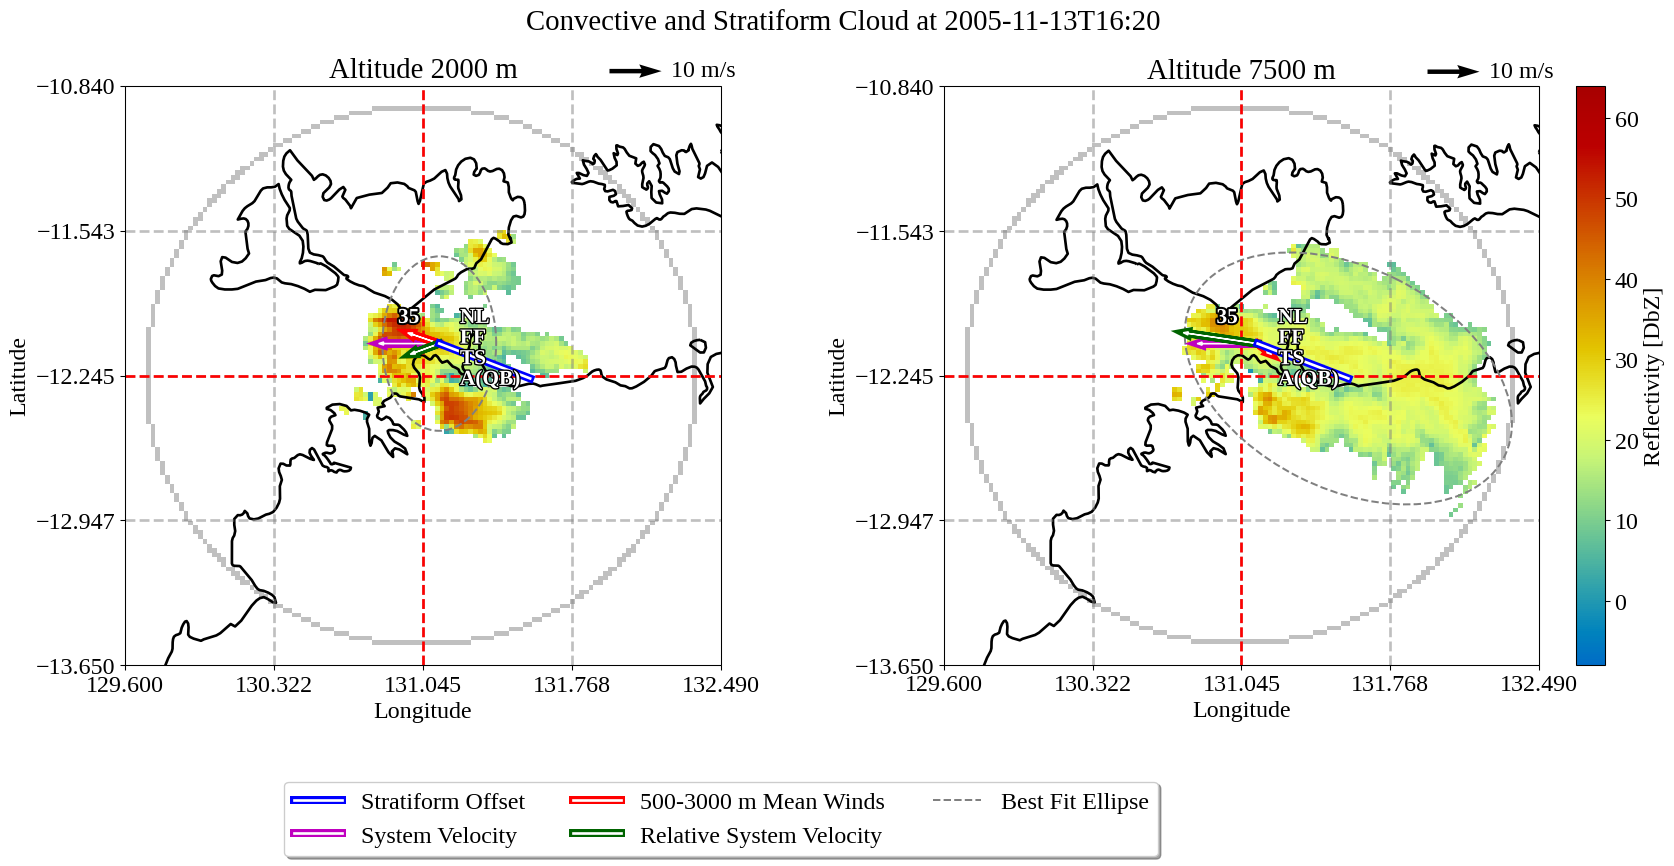 Convective and Stratiform Cloud at 2005-11-13T16:20
Altitude 2000 m
10 m/s
Altitude 7500 m
10 m/s
−10.840
−11.543
−12.245
−12.947
−13.650
129.600
130.322
131.045
131.768
132.490
Longitude
Latitude
35
NL
FF
TS
A(QB)
−10.840
−11.543
−12.245
−12.947
−13.650
129.600
130.322
131.045
131.768
132.490
Longitude
Latitude
35
NL
FF
TS
A(QB)
60
50
40
30
20
10
0
Reflectivity [DbZ]
Stratiform Offset
500-3000 m Mean Winds
Best Fit Ellipse
System Velocity
Relative System Velocity